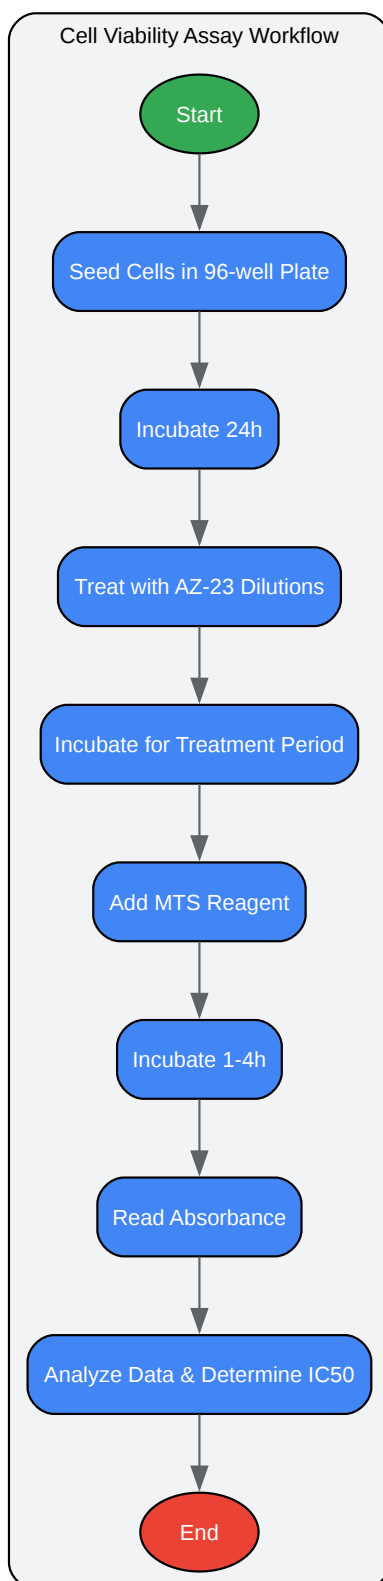 Cell Viability Assay Workflow
Start
Seed Cells in 96-well Plate
Incubate 24h
Treat with AZ-23 Dilutions
Incubate for Treatment Period
Add MTS Reagent
Incubate 1-4h
Read Absorbance
Analyze Data & Determine IC50
End